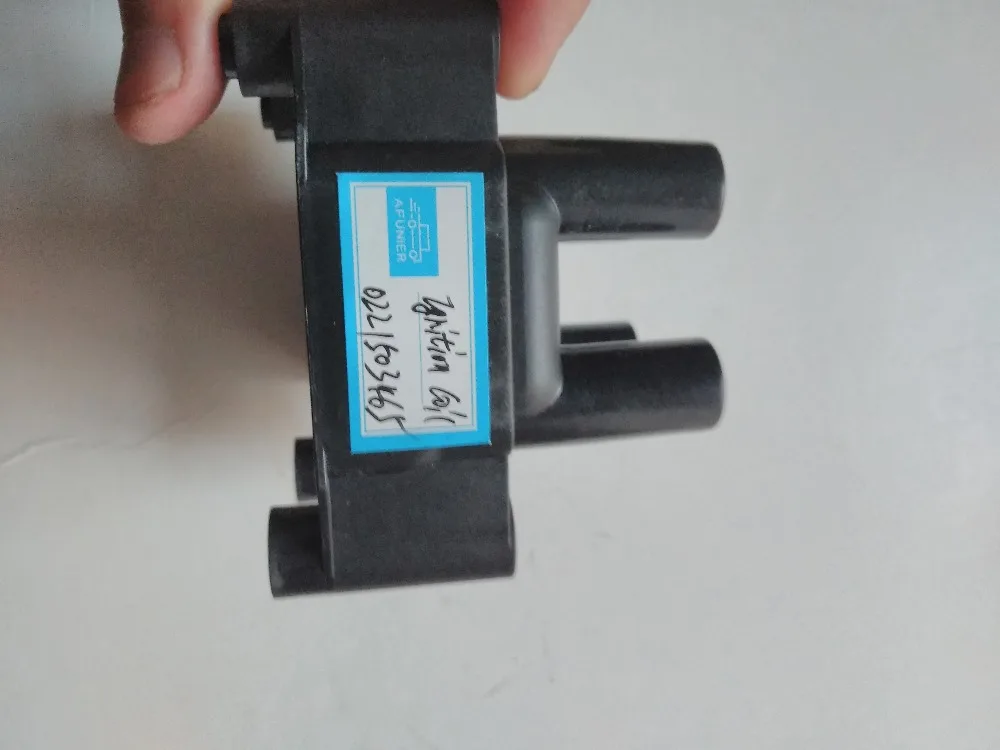 AFUNIER
Ignition Coil
0221503465